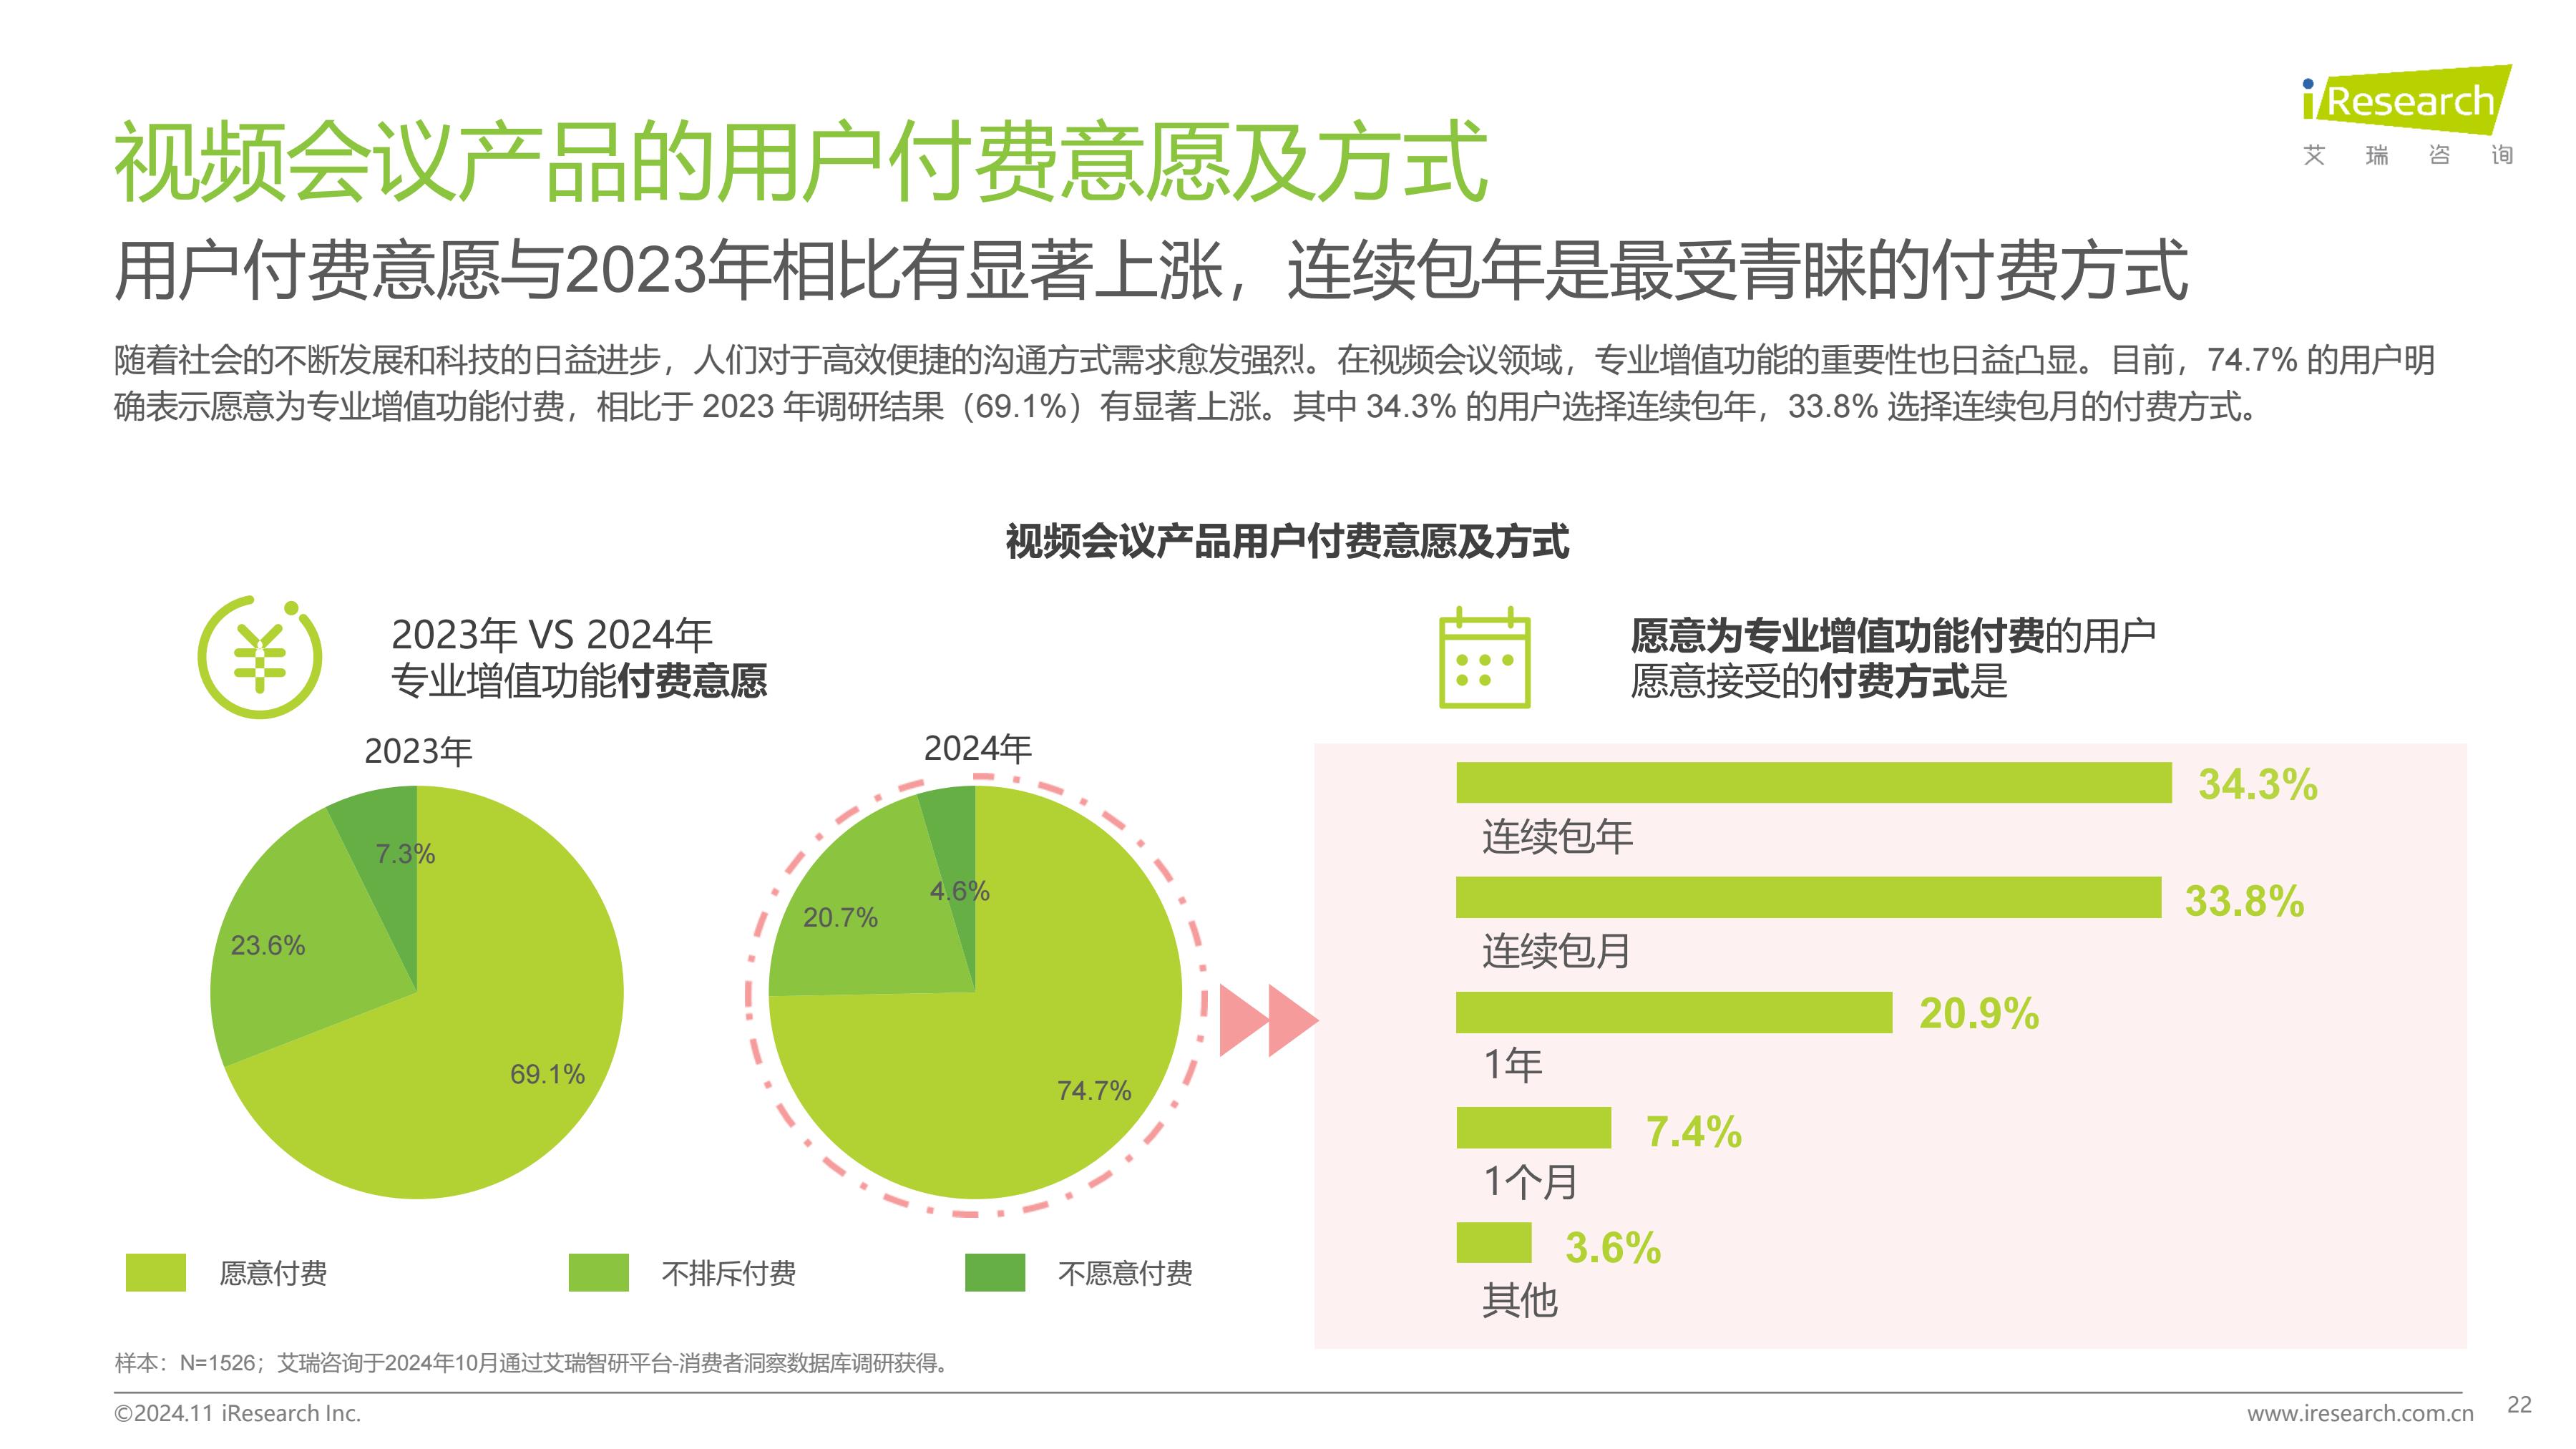 iResearch
艾瑞咨询
视频会议产品的用户付费意愿及方式
用户付费意愿与2023年相比有显著上涨，连续包年是最受青睐的付费方式
随着社会的不断发展和科技的日益进步，人们对于高效便捷的沟通方式需求愈发强烈。在视频会议领域，专业增值功能的重要性也日益凸显。目前，74.7% 的用户明
确表示愿意为专业增值功能付费，相比于 2023 年调研结果（69.1%）有显著上涨。其中 34.3% 的用户选择连续包年，33.8% 选择连续包月的付费方式。
视频会议产品用户付费意愿及方式
2023年 VS 2024年
专业增值功能付费意愿
2023年
7.3%
23.6%
69.1%
2024年
4.6%
20.7%
74.7%
愿意付费
不排斥付费
不愿意付费
愿意为专业增值功能付费的用户
愿意接受的付费方式是
34.3%
连续包年
33.8%
连续包月
20.9%
1年
7.4%
1个月
3.6%
其他
样本：N=1526；艾瑞咨询于2024年10月通过艾瑞智研平台-消费者洞察数据库调研获得。
©2024.11 iResearch Inc.
www.iresearch.com.cn
22